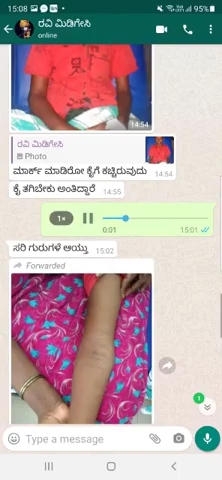 15:08
95%
ರವಿ ಮಿಡಿಗೇಸಿ
online
14:54
ರವಿ ಮಿಡಿಗೇಸಿ
Photo
ಮಾರ್ಕ್ ಮಾಡಿರೋ ಕೈಗೆ ಕಟ್ಟಿರುವುದು
14:54
ಕೈ ತಗಿಬೇಕು ಅಂತಿದ್ದಾರೆ
14:55
1×
0:01
15:01
ಸರಿ ಗುರುಗಳೆ ಆಯ್ತು
15:02
Forwarded
1
Type a message